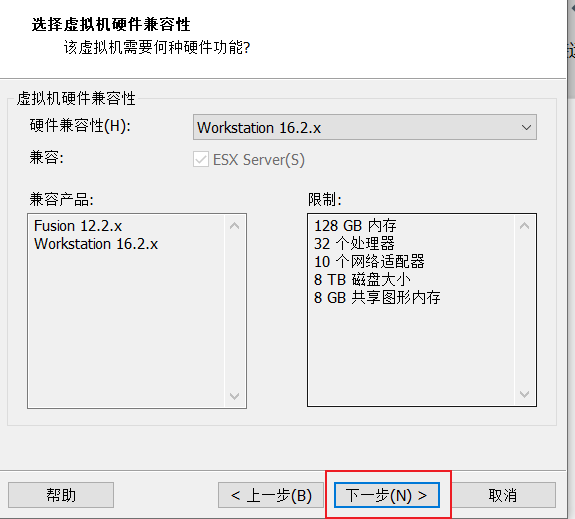 选择虚拟机硬件兼容性
该虚拟机需要何种硬件功能?
虚拟机硬件兼容性
硬件兼容性(H):
Workstation 16.2.x
兼容:
ESX Server(S)
兼容产品:
Fusion 12.2.x
Workstation 16.2.x
限制:
128 GB 内存
32 个处理器
10 个网络适配器
8 TB 磁盘大小
8 GB 共享图形内存
帮助
< 上一步(B)
下一步(N) >
取消